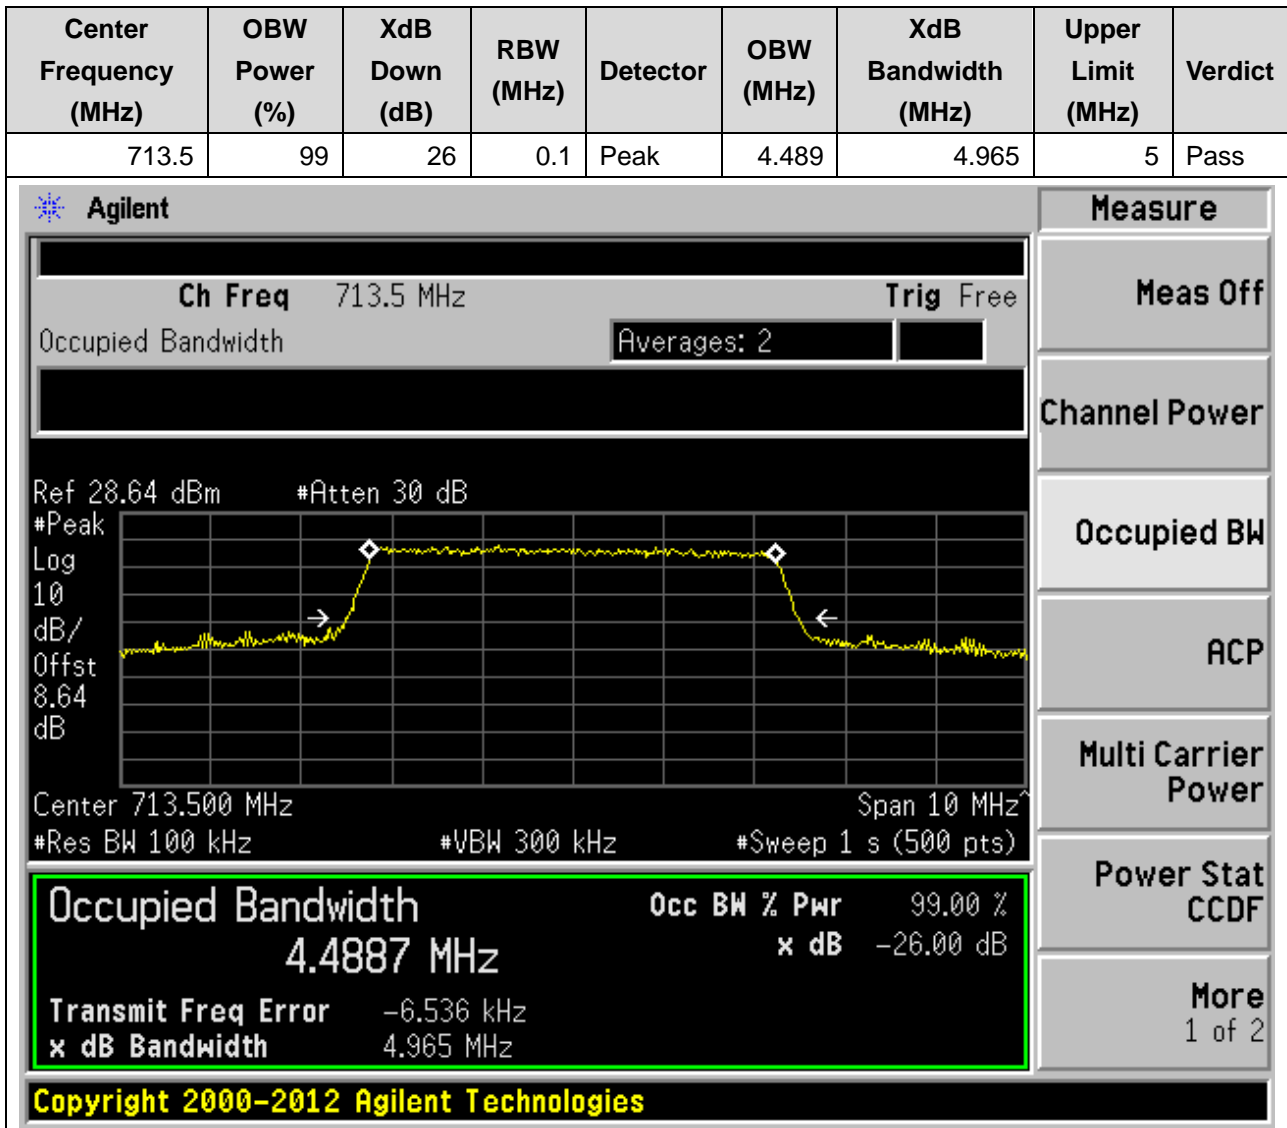 Center Frequency (MHz) OBW Power (%) XdB Down (dB) RBW (MHz) Detector OBW (MHz) XdB Bandwidth (MHz) Upper Limit (MHz) Verdict
713.5 99 26 0.1 Peak 4.489 4.965 5 Pass
Agilent
Measure
Ch Freq 713.5 MHz Trig Free
Occupied Bandwidth Averages: 2
Meas Off
Channel Power
Occupied BW
ACP
Multi Carrier
Power
Power Stat
CCDF
More
1 of 2
Ref 28.64 dBm #Atten 30 dB
#Peak
Log
10
dB/
Offst
8.64
dB
Center 713.500 MHz Span 10 MHz^
#Res BW 100 kHz #VBW 300 kHz #Sweep 1 s (500 pts)
Occupied Bandwidth
4.4887 MHz
Occ BW % Pwr 99.00 %
x dB -26.00 dB
Transmit Freq Error -6.536 kHz
x dB Bandwidth 4.965 MHz
Copyright 2000-2012 Agilent Technologies